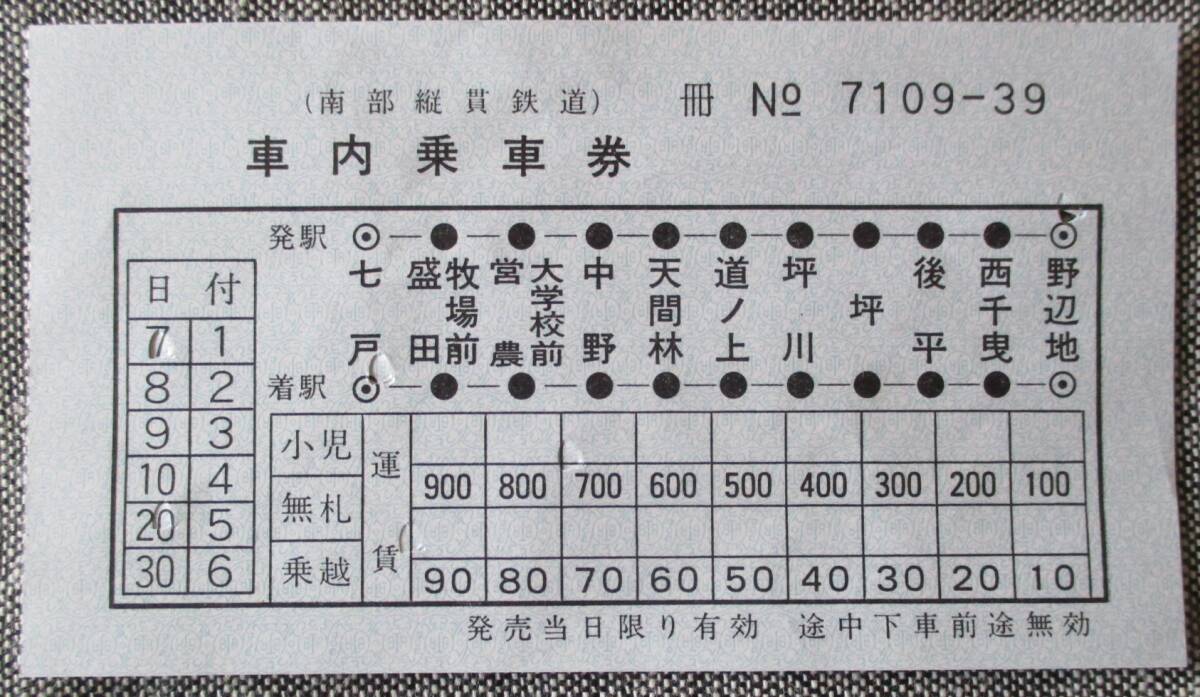 (南部縦貫鉄道) 冊 № 7109-39
車内乗車券
発駅
七戸 盛田牧場前 営農大学校前 中野 天間林 道ノ上 坪川 坪 後平 西千曳 野辺地
着駅
日 付
7 1
8 2
9 3
10 4
20 5
30 6
小児
無札
乗越
運賃
900 800 700 600 500 400 300 200 100
90 80 70 60 50 40 30 20 10
発売当日限り有効 途中下車前途無効